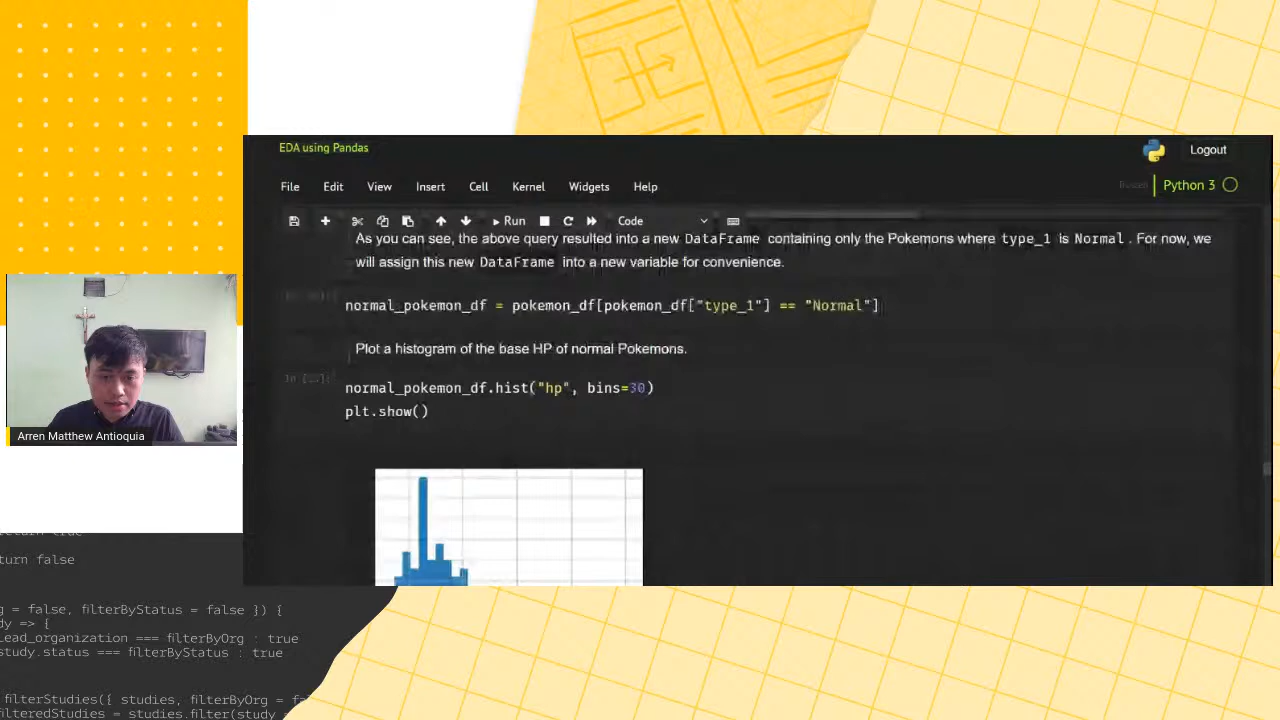 EDA using Pandas
Logout
File Edit View Insert Cell Kernel Widgets Help
Python 3
Run Code
As you can see, the above query resulted into a new DataFrame containing only the Pokemons where type_1 is Normal. For now, we
will assign this new DataFrame into a new variable for convenience.
normal_pokemon_df = pokemon_df[pokemon_df["type_1"] == "Normal"]
Plot a histogram of the base HP of normal Pokemons.
normal_pokemon_df.hist("hp", bins=30)
plt.show()
Arren Matthew Antioquia
return true
turn false
g = false, filterByStatus = false }) {
dy => {
lead_organization === filterByOrg : true
study.status === filterByStatus : true
filterStudies({ studies, filterByOrg = fa
filteredStudies = studies.filter(study